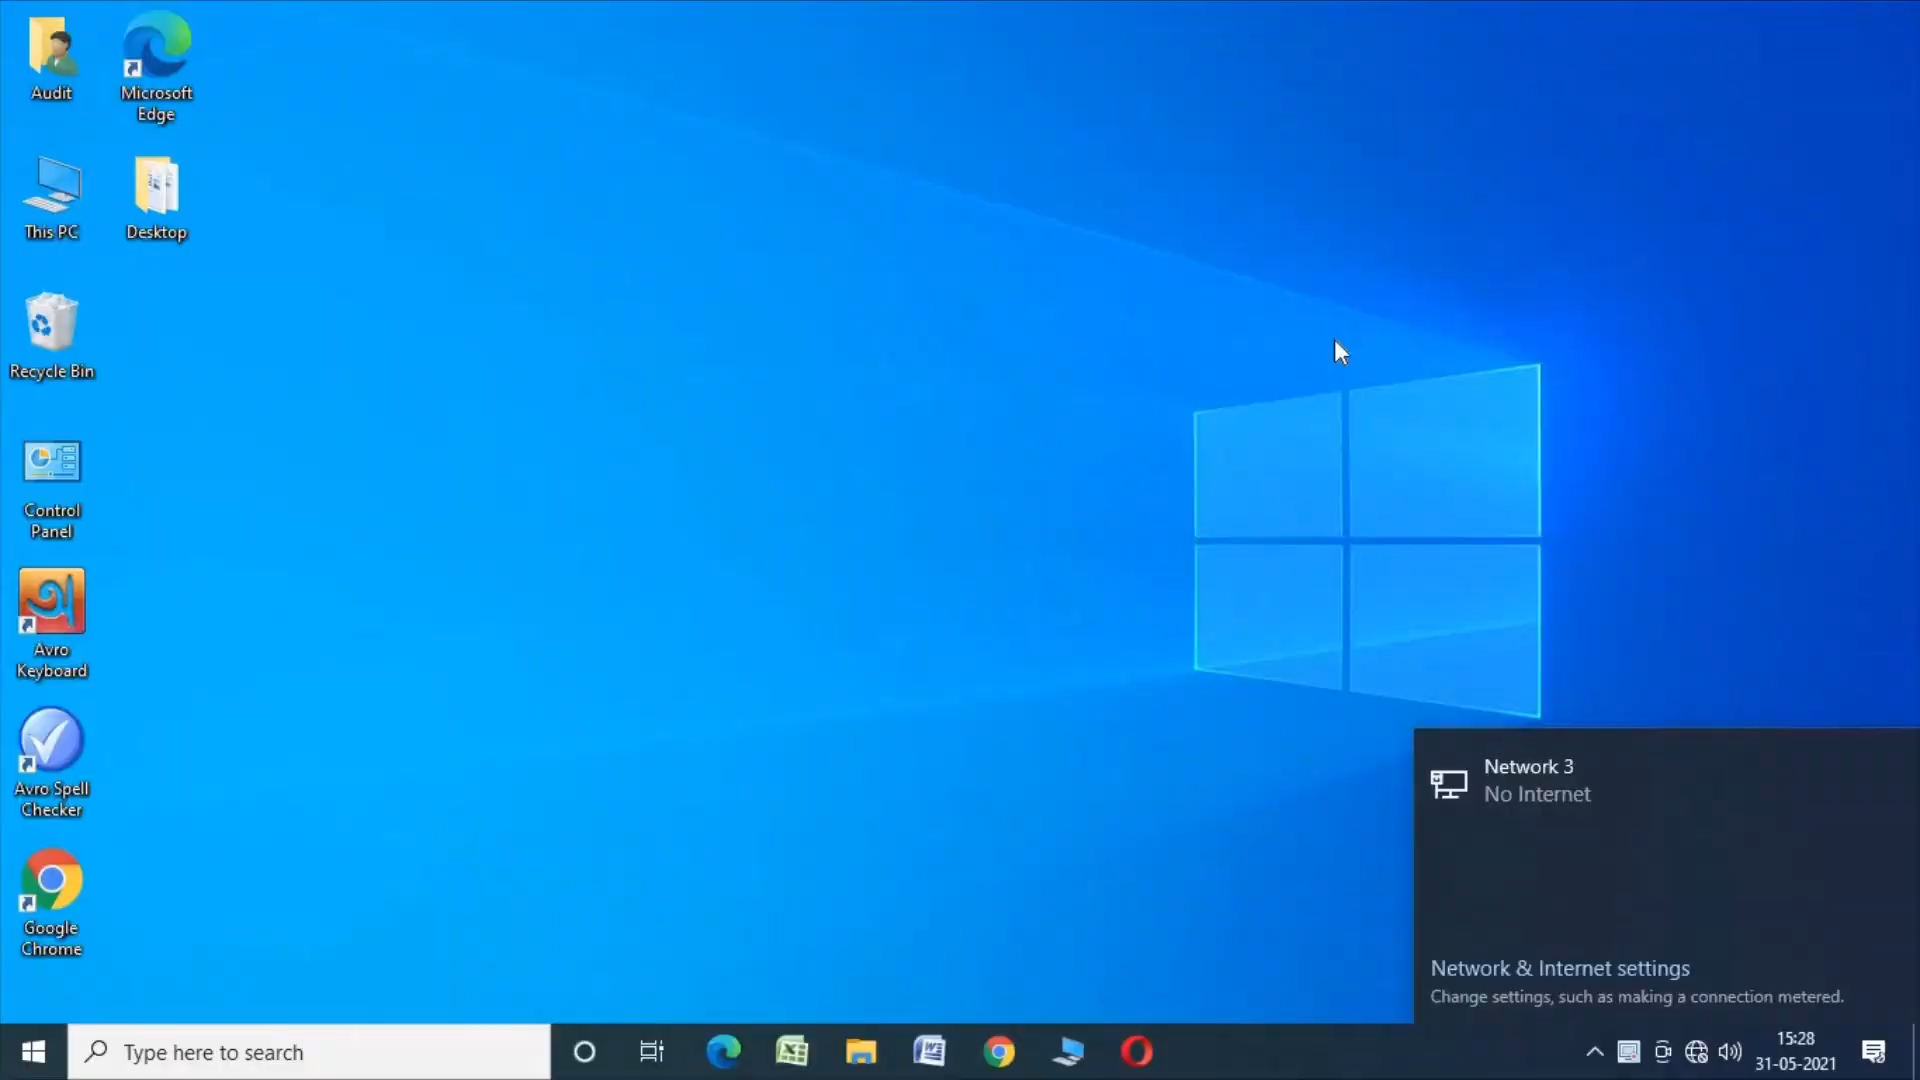 Audit
Microsoft
Edge
This PC
Desktop
Recycle Bin
Control
Panel
Avro
Keyboard
Avro Spell
Checker
Google
Chrome
Network 3
No Internet
Network & Internet settings
Change settings, such as making a connection metered.
Type here to search
15:28
31-05-2021